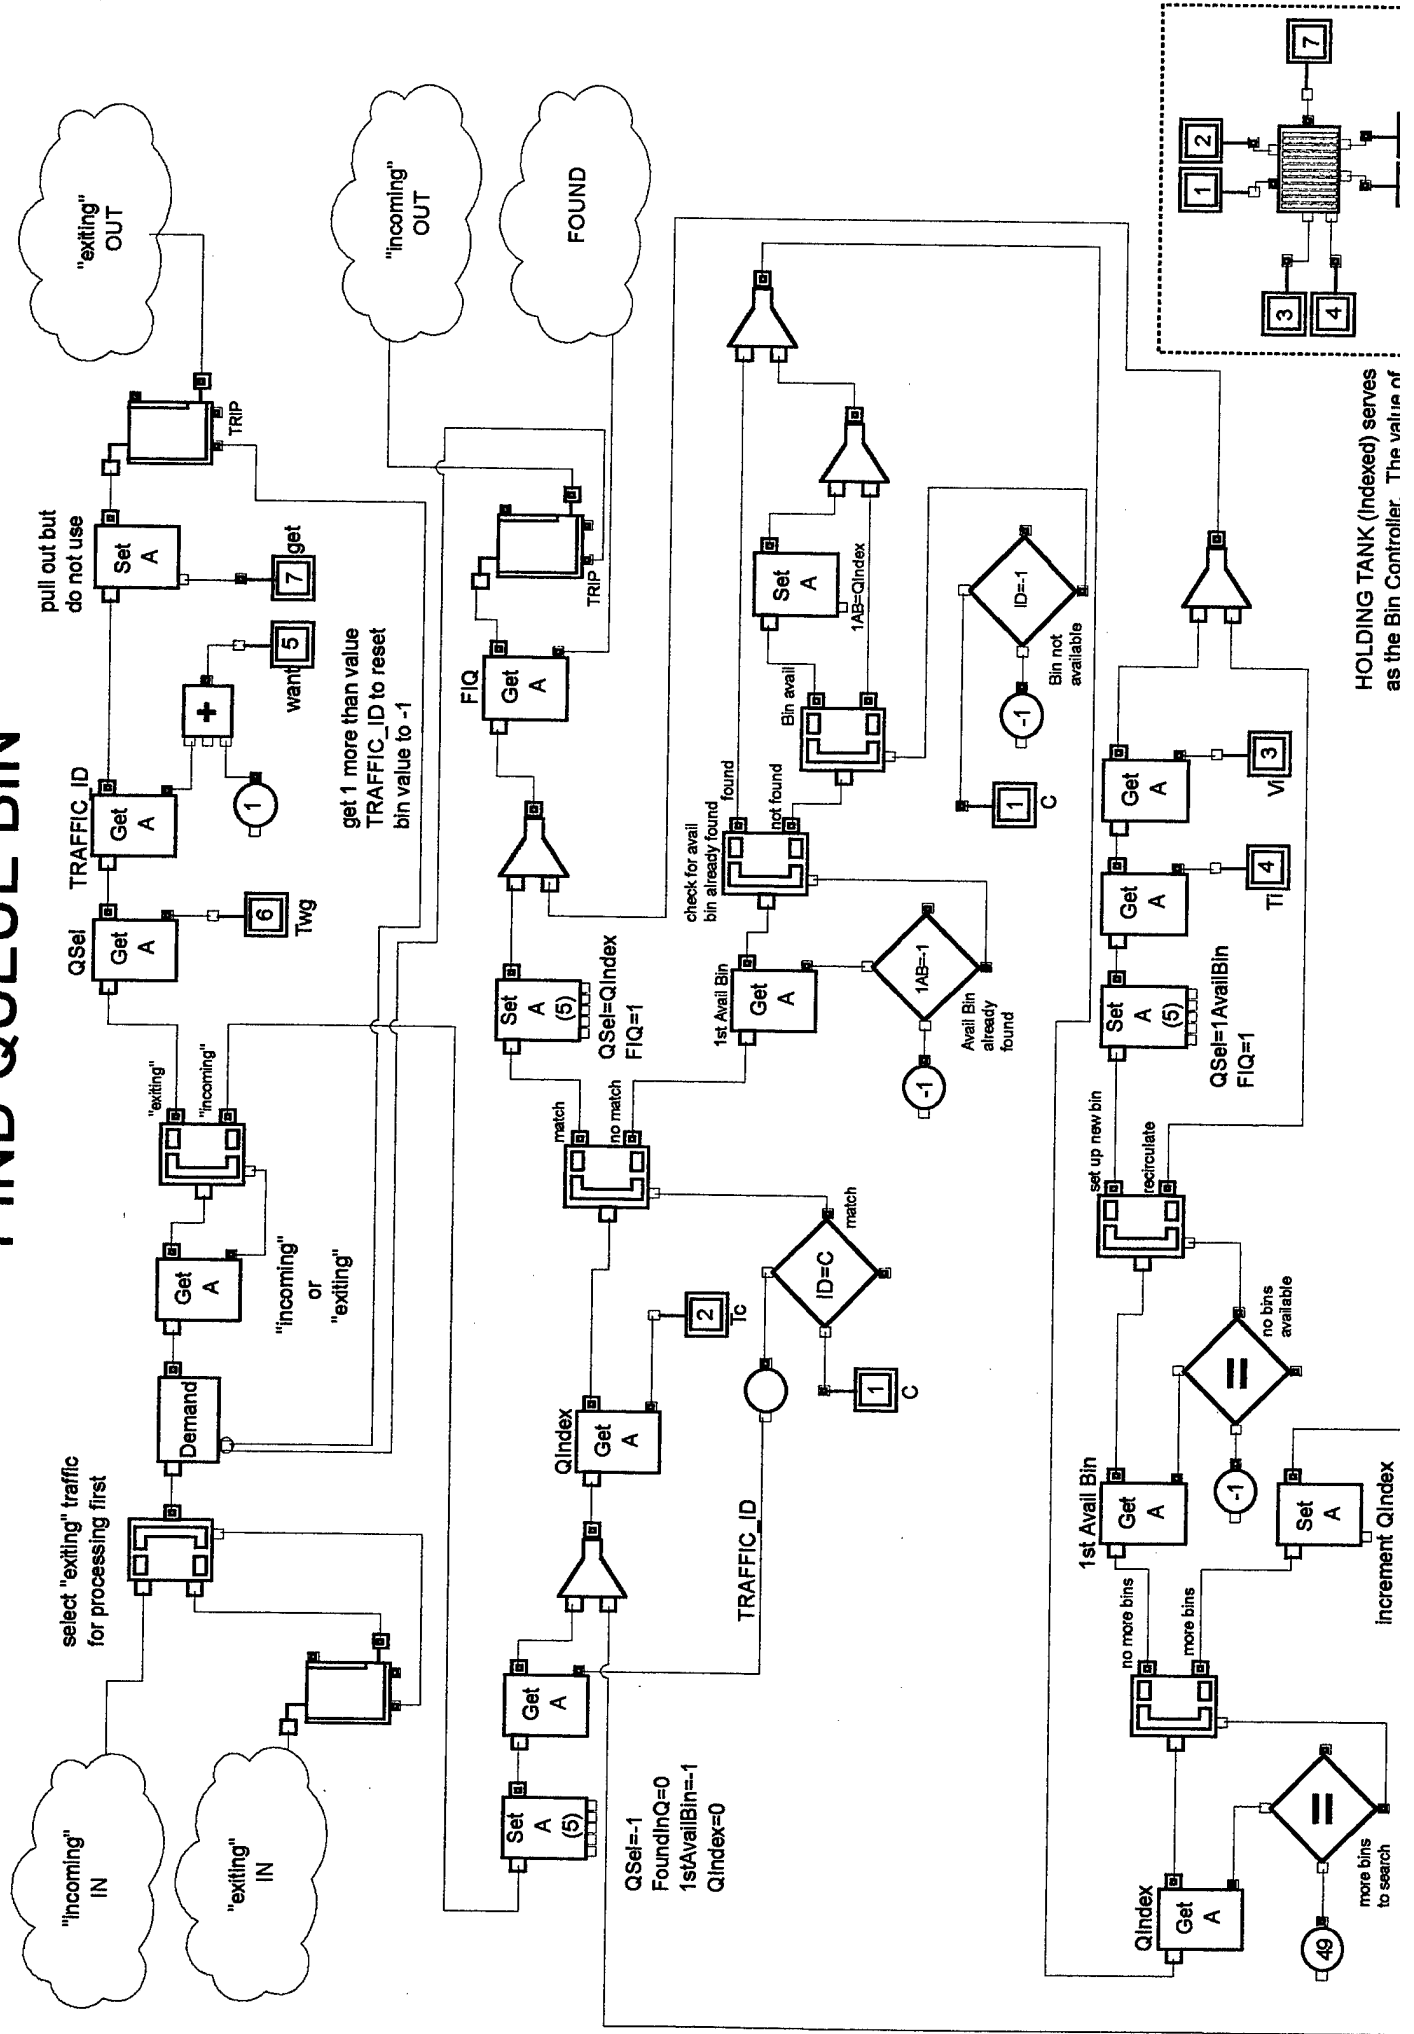 FIND QUEUE BIN
"incoming"
IN
"exiting"
IN
select "exiting" traffic
for processing first
Demand
Get
A
"incoming"
or
"exiting"
"exiting"
"incoming"
QSel
Get
A
6
Twg
TRAFFIC_ID
Get
A
1
+
5
want
pull out but
do not use
Set
A
7
get
TRIP
"exiting"
OUT
get 1 more than value
TRAFFIC_ID to reset
bin value to -1
Set
A
(5)
QSel=-1
FoundInQ=0
1stAvailBin=-1
QIndex=0
Get
A
TRAFFIC_ID
QIndex
Get
A
2
Tc
ID=C
match
1
C
match
no match
Set
A
(5)
QSel=QIndex
FIQ=1
FIQ
Get
A
TRIP
"incoming"
OUT
FOUND
1st Avail Bin
Get
A
1AB=-1
-1
Avail Bin
already
found
check for avail
bin already found
found
not found
Bin avail
Set
A
1AB=QIndex
ID=-1
-1
Bin not
available
1
C
QIndex
Get
A
49
=
more bins
to search
no more bins
more bins
1st Avail Bin
Get
A
Set
A
increment QIndex
-1
=
no bins
available
set up new bin
recirculate
Set
A
(5)
QSel=1AvailBin
FIQ=1
Get
A
4
Ti
Get
A
3
Vi
3
4
1
2
7
HOLDING TANK (Indexed) serves
as the Bin Controller. The value of